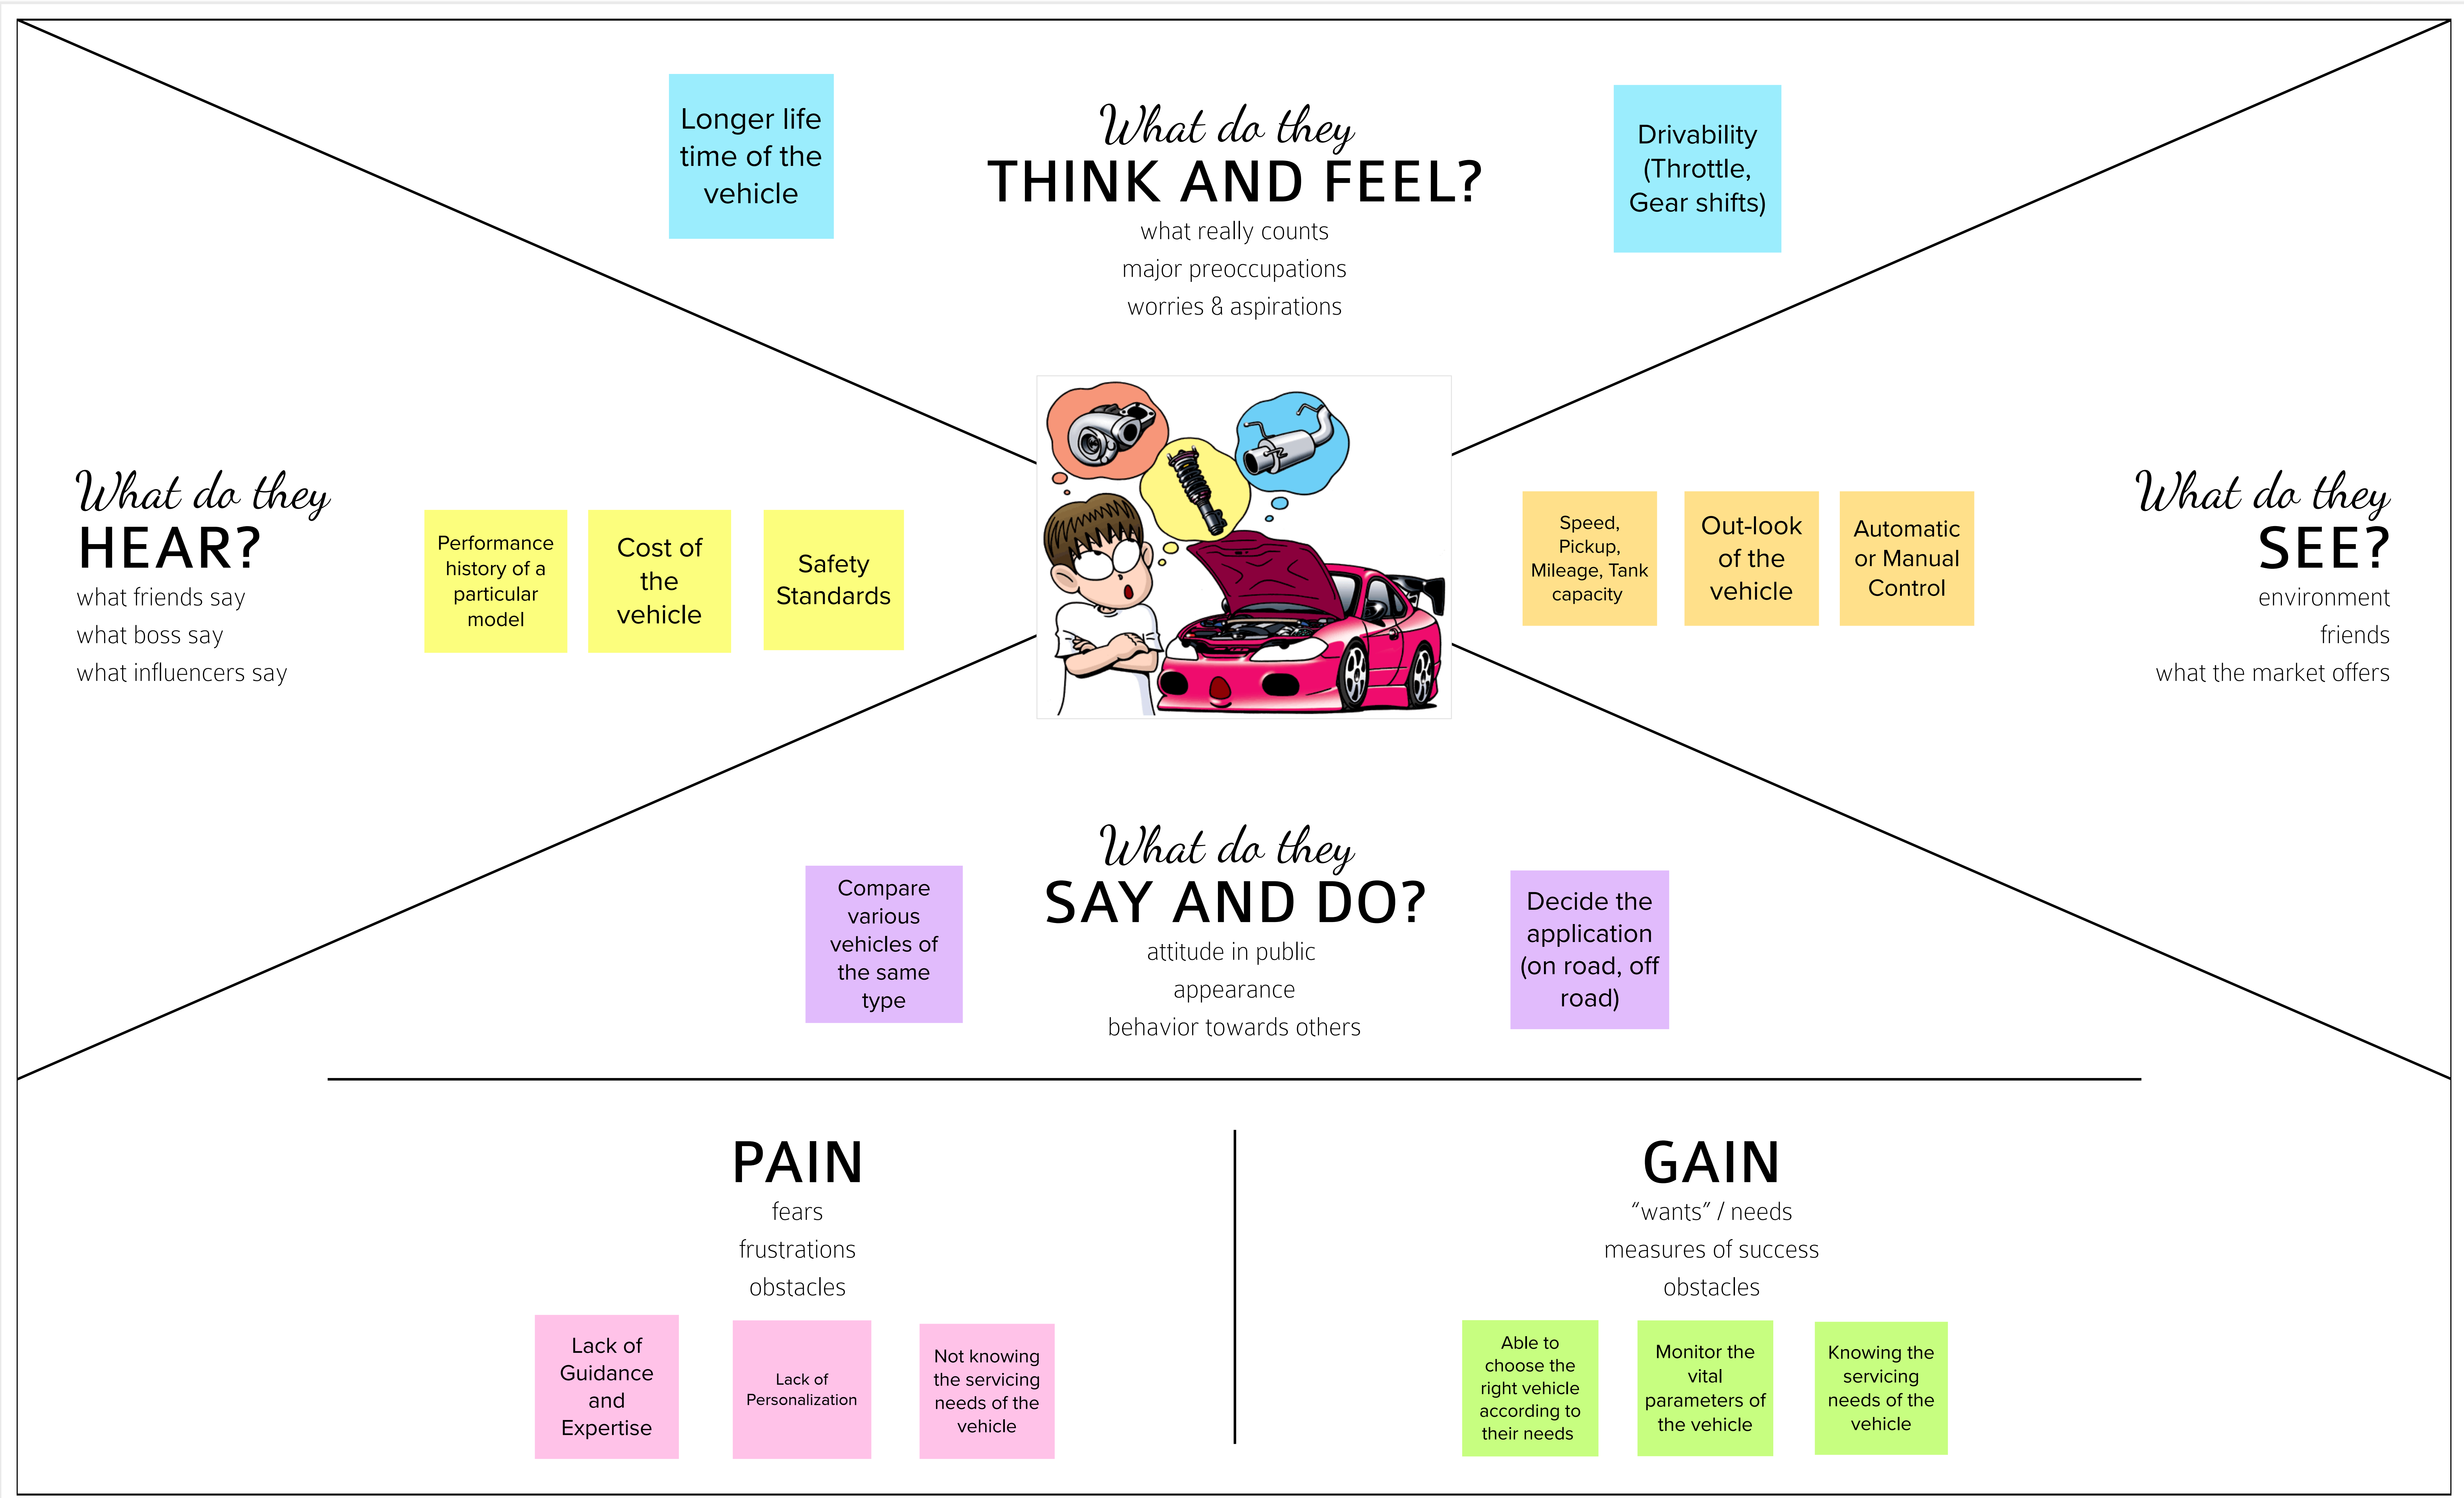 Longer life
time of the
vehicle
What do they
THINK AND FEEL?
what really counts
major preoccupations
worries & aspirations
Drivability
(Throttle,
Gear shifts)
What do they
HEAR?
what friends say
what boss say
what influencers say
Performance
history of a
particular
model
Cost of
the
vehicle
Safety
Standards
Speed,
Pickup,
Mileage, Tank
capacity
Out-look
of the
vehicle
Automatic
or Manual
Control
What do they
SEE?
environment
friends
what the market offers
Compare
various
vehicles of
the same
type
What do they
SAY AND DO?
attitude in public
appearance
behavior towards others
Decide the
application
(on road, off
road)
PAIN
fears
frustrations
obstacles
Lack of
Guidance
and
Expertise
Lack of
Personalization
Not knowing
the servicing
needs of the
vehicle
GAIN
“wants” / needs
measures of success
obstacles
Able to
choose the
right vehicle
according to
their needs
Monitor the
vital
parameters of
the vehicle
Knowing the
servicing
needs of the
vehicle